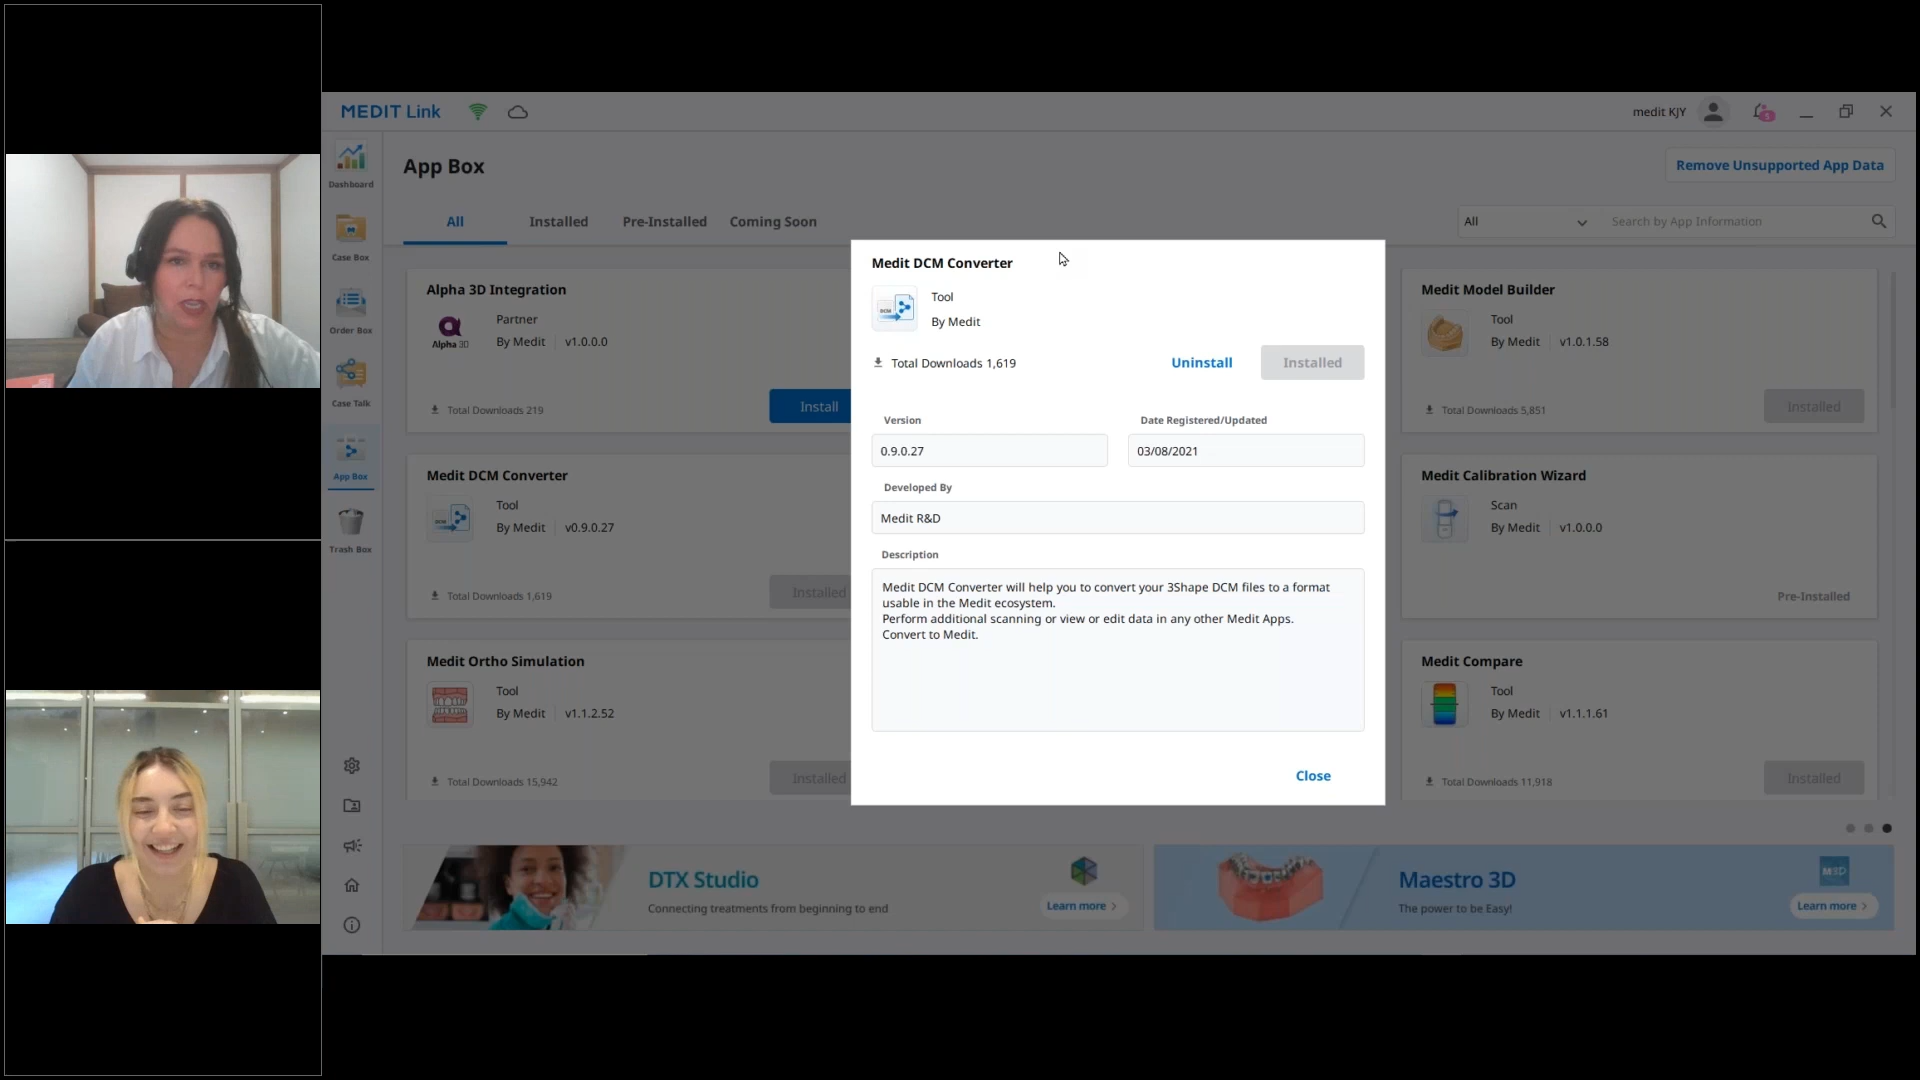 MEDIT Link
medit KJY
Dashboard
Case Box
Order Box
Case Talk
App Box
Trash Box
App Box
Remove Unsupported App Data
All
Installed
Pre-Installed
Coming Soon
All
Search by App Information
Alpha 3D Integration
Partner
By Medit
v1.0.0.0
Total Downloads 219
Install
Medit DCM Converter
Tool
By Medit
v0.9.0.27
Total Downloads 1,619
Installed
Medit Ortho Simulation
Tool
By Medit
v1.1.2.52
Total Downloads 15,942
Installed
Medit DCM Converter
DCM
Tool
By Medit
Total Downloads 1,619
Uninstall
Installed
Version
0.9.0.27
Date Registered/Updated
03/08/2021
Developed By
Medit R&D
Description
Medit DCM Converter will help you to convert your 3Shape DCM files to a format
usable in the Medit ecosystem.
Perform additional scanning or view or edit data in any other Medit Apps.
Convert to Medit.
Close
Medit Model Builder
Tool
By Medit
v1.0.1.58
Total Downloads 5,851
Installed
Medit Calibration Wizard
Scan
By Medit
v1.0.0.0
Pre-Installed
Medit Compare
Tool
By Medit
v1.1.1.61
Total Downloads 11,918
Installed
DTX Studio
Connecting treatments from beginning to end
Learn more
Maestro 3D
The power to be Easy!
M3D
Learn more